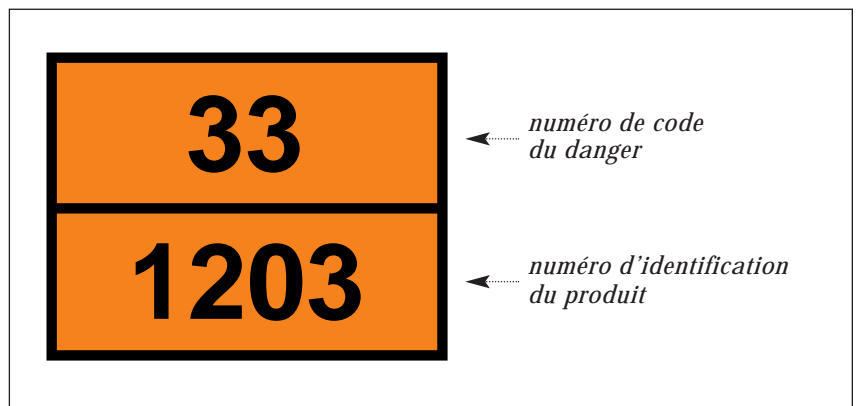 33
numéro de code
du danger
1203
numéro d'identification
du produit